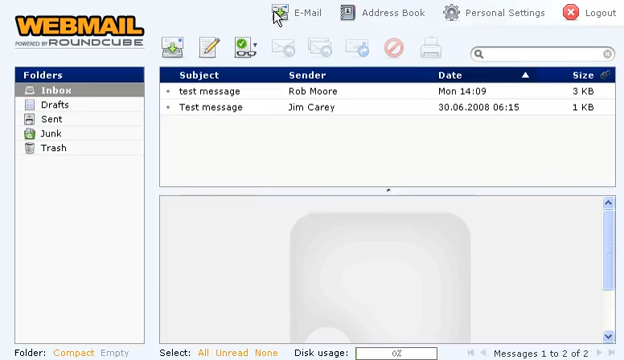 E-Mail Address Book Personal Settings Logout
WEBMAIL
POWERED BY ROUNDCUBE
Folders
Inbox
Drafts
Sent
Junk
Trash
Subject Sender Date Size
test message Rob Moore Mon 14:09 3 KB
Test message Jim Carey 30.06.2008 06:15 1 KB
Folder: Compact Empty Select: All Unread None Disk usage: 0% Messages 1 to 2 of 2